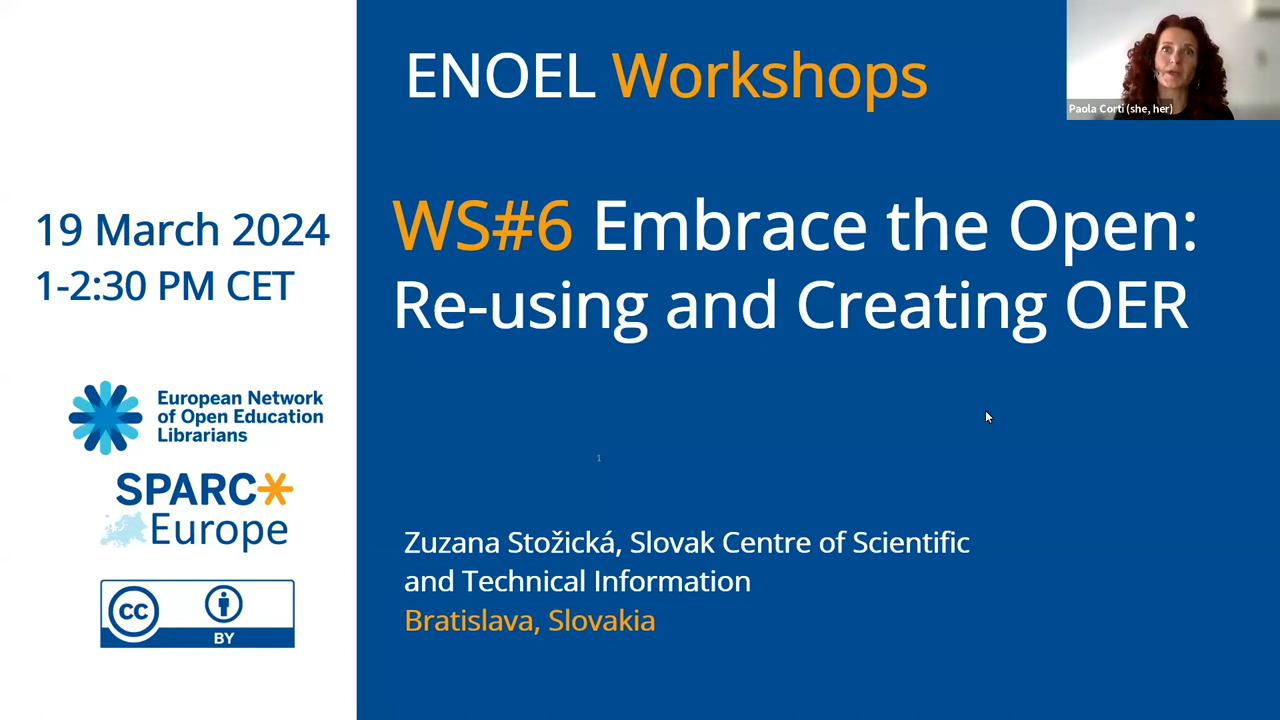 ENOEL Workshops
Paola Corti (she, her)
19 March 2024
1-2:30 PM CET
WS#6 Embrace the Open:
Re-using and Creating OER
European Network
of Open Education
Librarians
SPARC
Europe
CC
BY
1
Zuzana Stožická, Slovak Centre of Scientific
and Technical Information
Bratislava, Slovakia